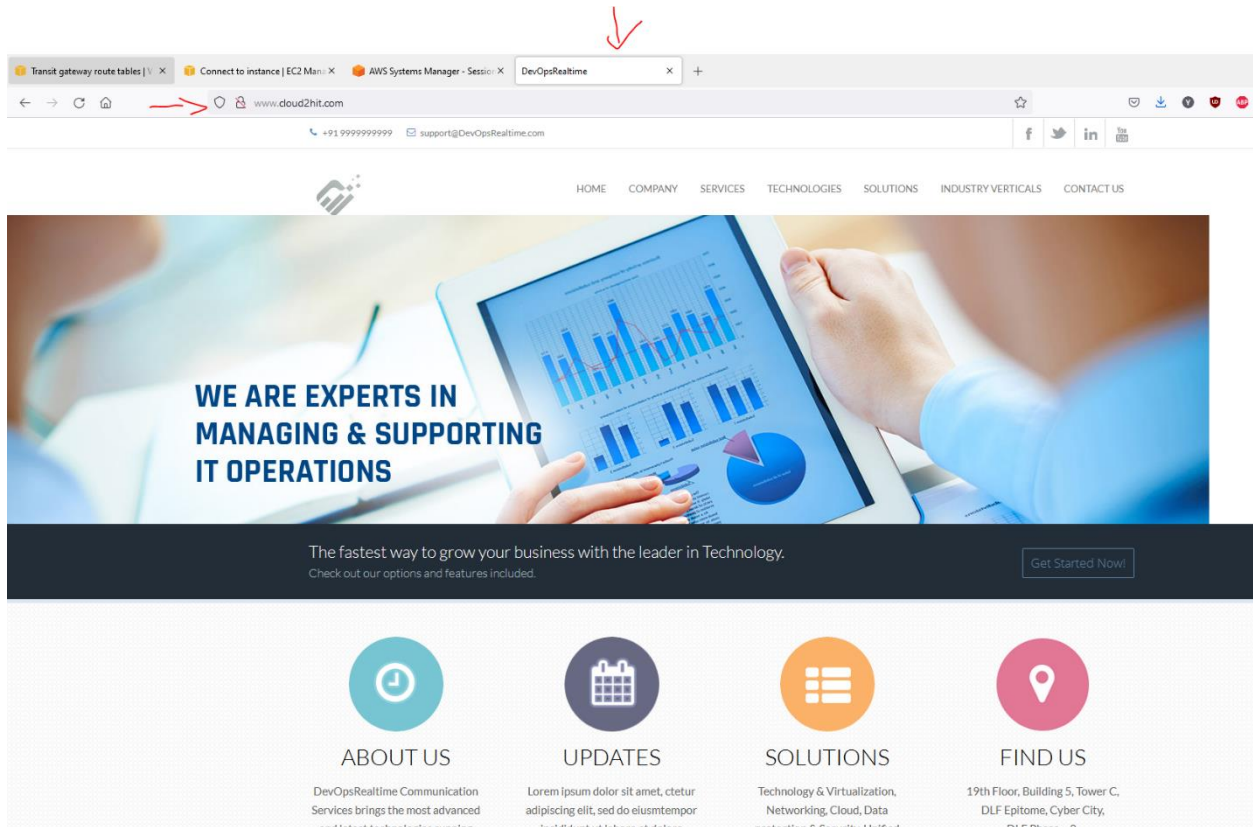 Transit gateway route tables | V
Connect to instance | EC2 Mana
AWS Systems Manager - Session
DevOpsRealtime
www.cloud2hit.com
+91 9999999999
support@DevOpsRealtime.com
HOME COMPANY SERVICES TECHNOLOGIES SOLUTIONS INDUSTRY VERTICALS CONTACT US
WE ARE EXPERTS IN
MANAGING & SUPPORTING
IT OPERATIONS
The fastest way to grow your business with the leader in Technology.
Check out our options and features included.
Get Started Now!
ABOUT US
DevOpsRealtime Communication
Services brings the most advanced
UPDATES
Lorem ipsum dolor sit amet, ctetur
adipiscing elit, sed do eiusmtempor
SOLUTIONS
Technology & Virtualization,
Networking, Cloud, Data
FIND US
19th Floor, Building 5, Tower C,
DLF Epitome, Cyber City,